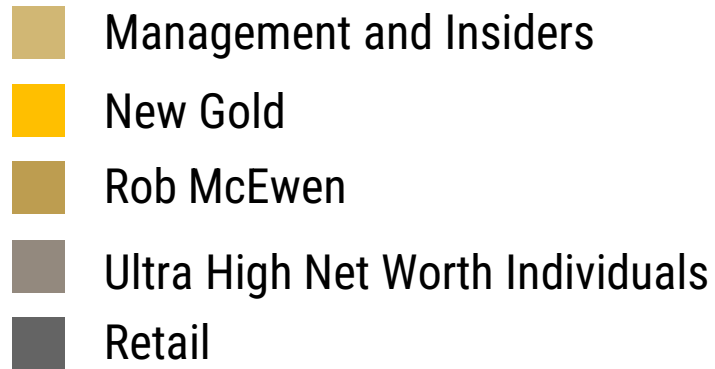 Management and Insiders
New Gold
Rob McEwen
Ultra High Net Worth Individuals
Retail